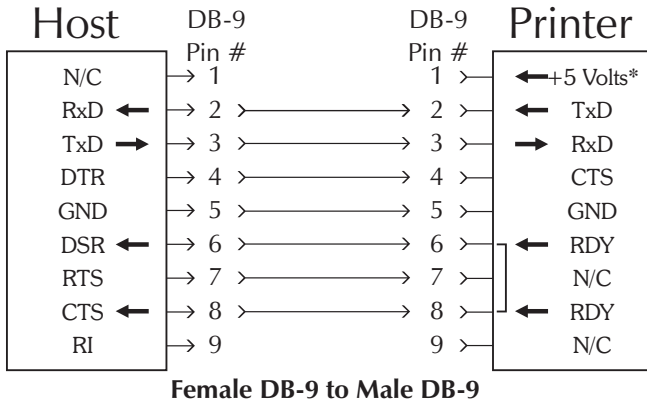 Host DB-9 Pin # DB-9 Pin # Printer
N/C 1 1 +5 Volts*
RxD 2 2 TxD
TxD 3 3 RxD
DTR 4 4 CTS
GND 5 5 GND
DSR 6 6 RDY
RTS 7 7 N/C
CTS 8 8 RDY
RI 9 9 N/C
Female DB-9 to Male DB-9